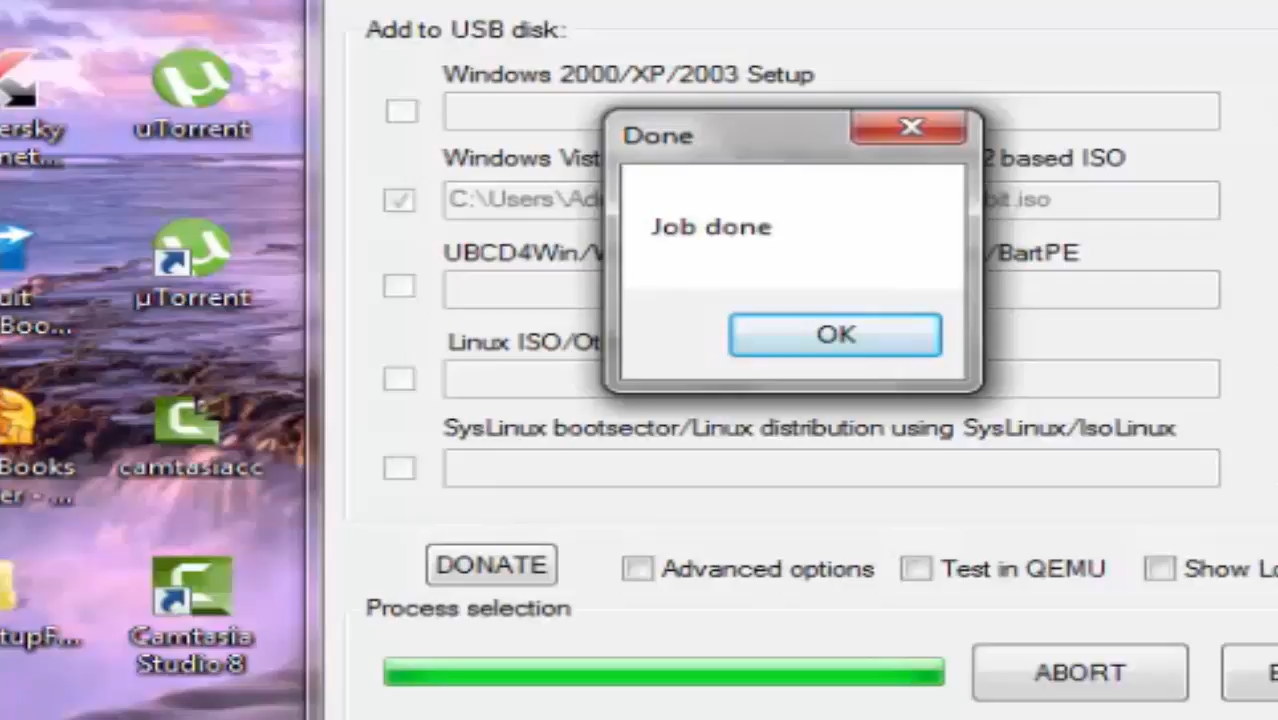 Add to USB disk:
Windows 2000/XP/2003 Setup
Done
Windows Vist
2 based ISO
C:\Users\Adr
bit.iso
Job done
UBCD4Win/
/BartPE
OK
Linux ISO/Ot
SysLinux bootsector/Linux distribution using SysLinux/IsoLinux
DONATE
Advanced options
Test in QEMU
Show Lo
Process selection
ABORT
ersky
net...
uTorrent
uit
Boo...
µTorrent
Books
er - ...
camtasiacc
tupF...
Camtasia
Studio 8